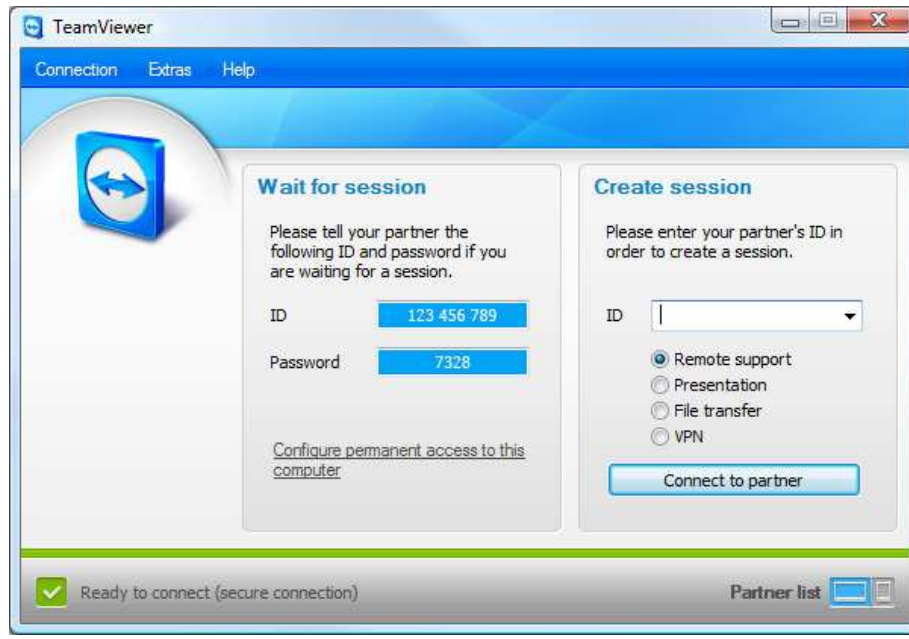 TeamViewer
Connection Extras Help
Wait for session
Please tell your partner the
following ID and password if you
are waiting for a session.
ID 123 456 789
Password 7328
Configure permanent access to this
computer
Create session
Please enter your partner's ID in
order to create a session.
ID
Remote support
Presentation
File transfer
VPN
Connect to partner
Ready to connect (secure connection)
Partner list